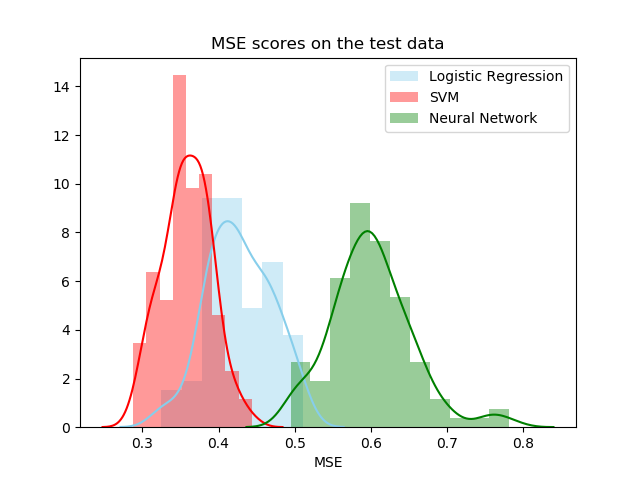 MSE scores on the test data
Logistic Regression
SVM
Neural Network
14
12
10
8
6
4
2
0
0.3 0.4 0.5 0.6 0.7 0.8
MSE